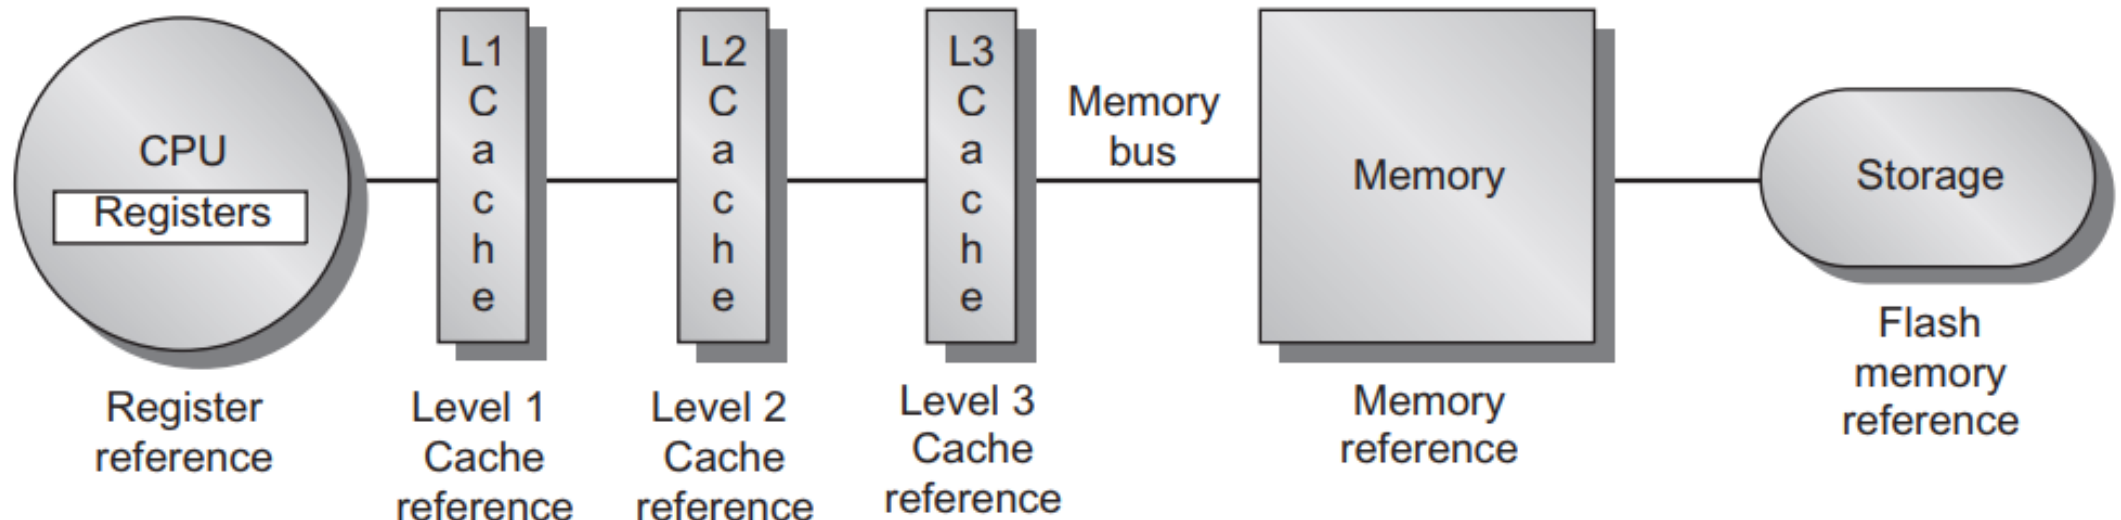 CPU
Registers
Register
reference
L1
C
a
c
h
e
Level 1
Cache
reference
L2
C
a
c
h
e
Level 2
Cache
reference
L3
C
a
c
h
e
Level 3
Cache
reference
Memory
bus
Memory
Memory
reference
Storage
Flash
memory
reference